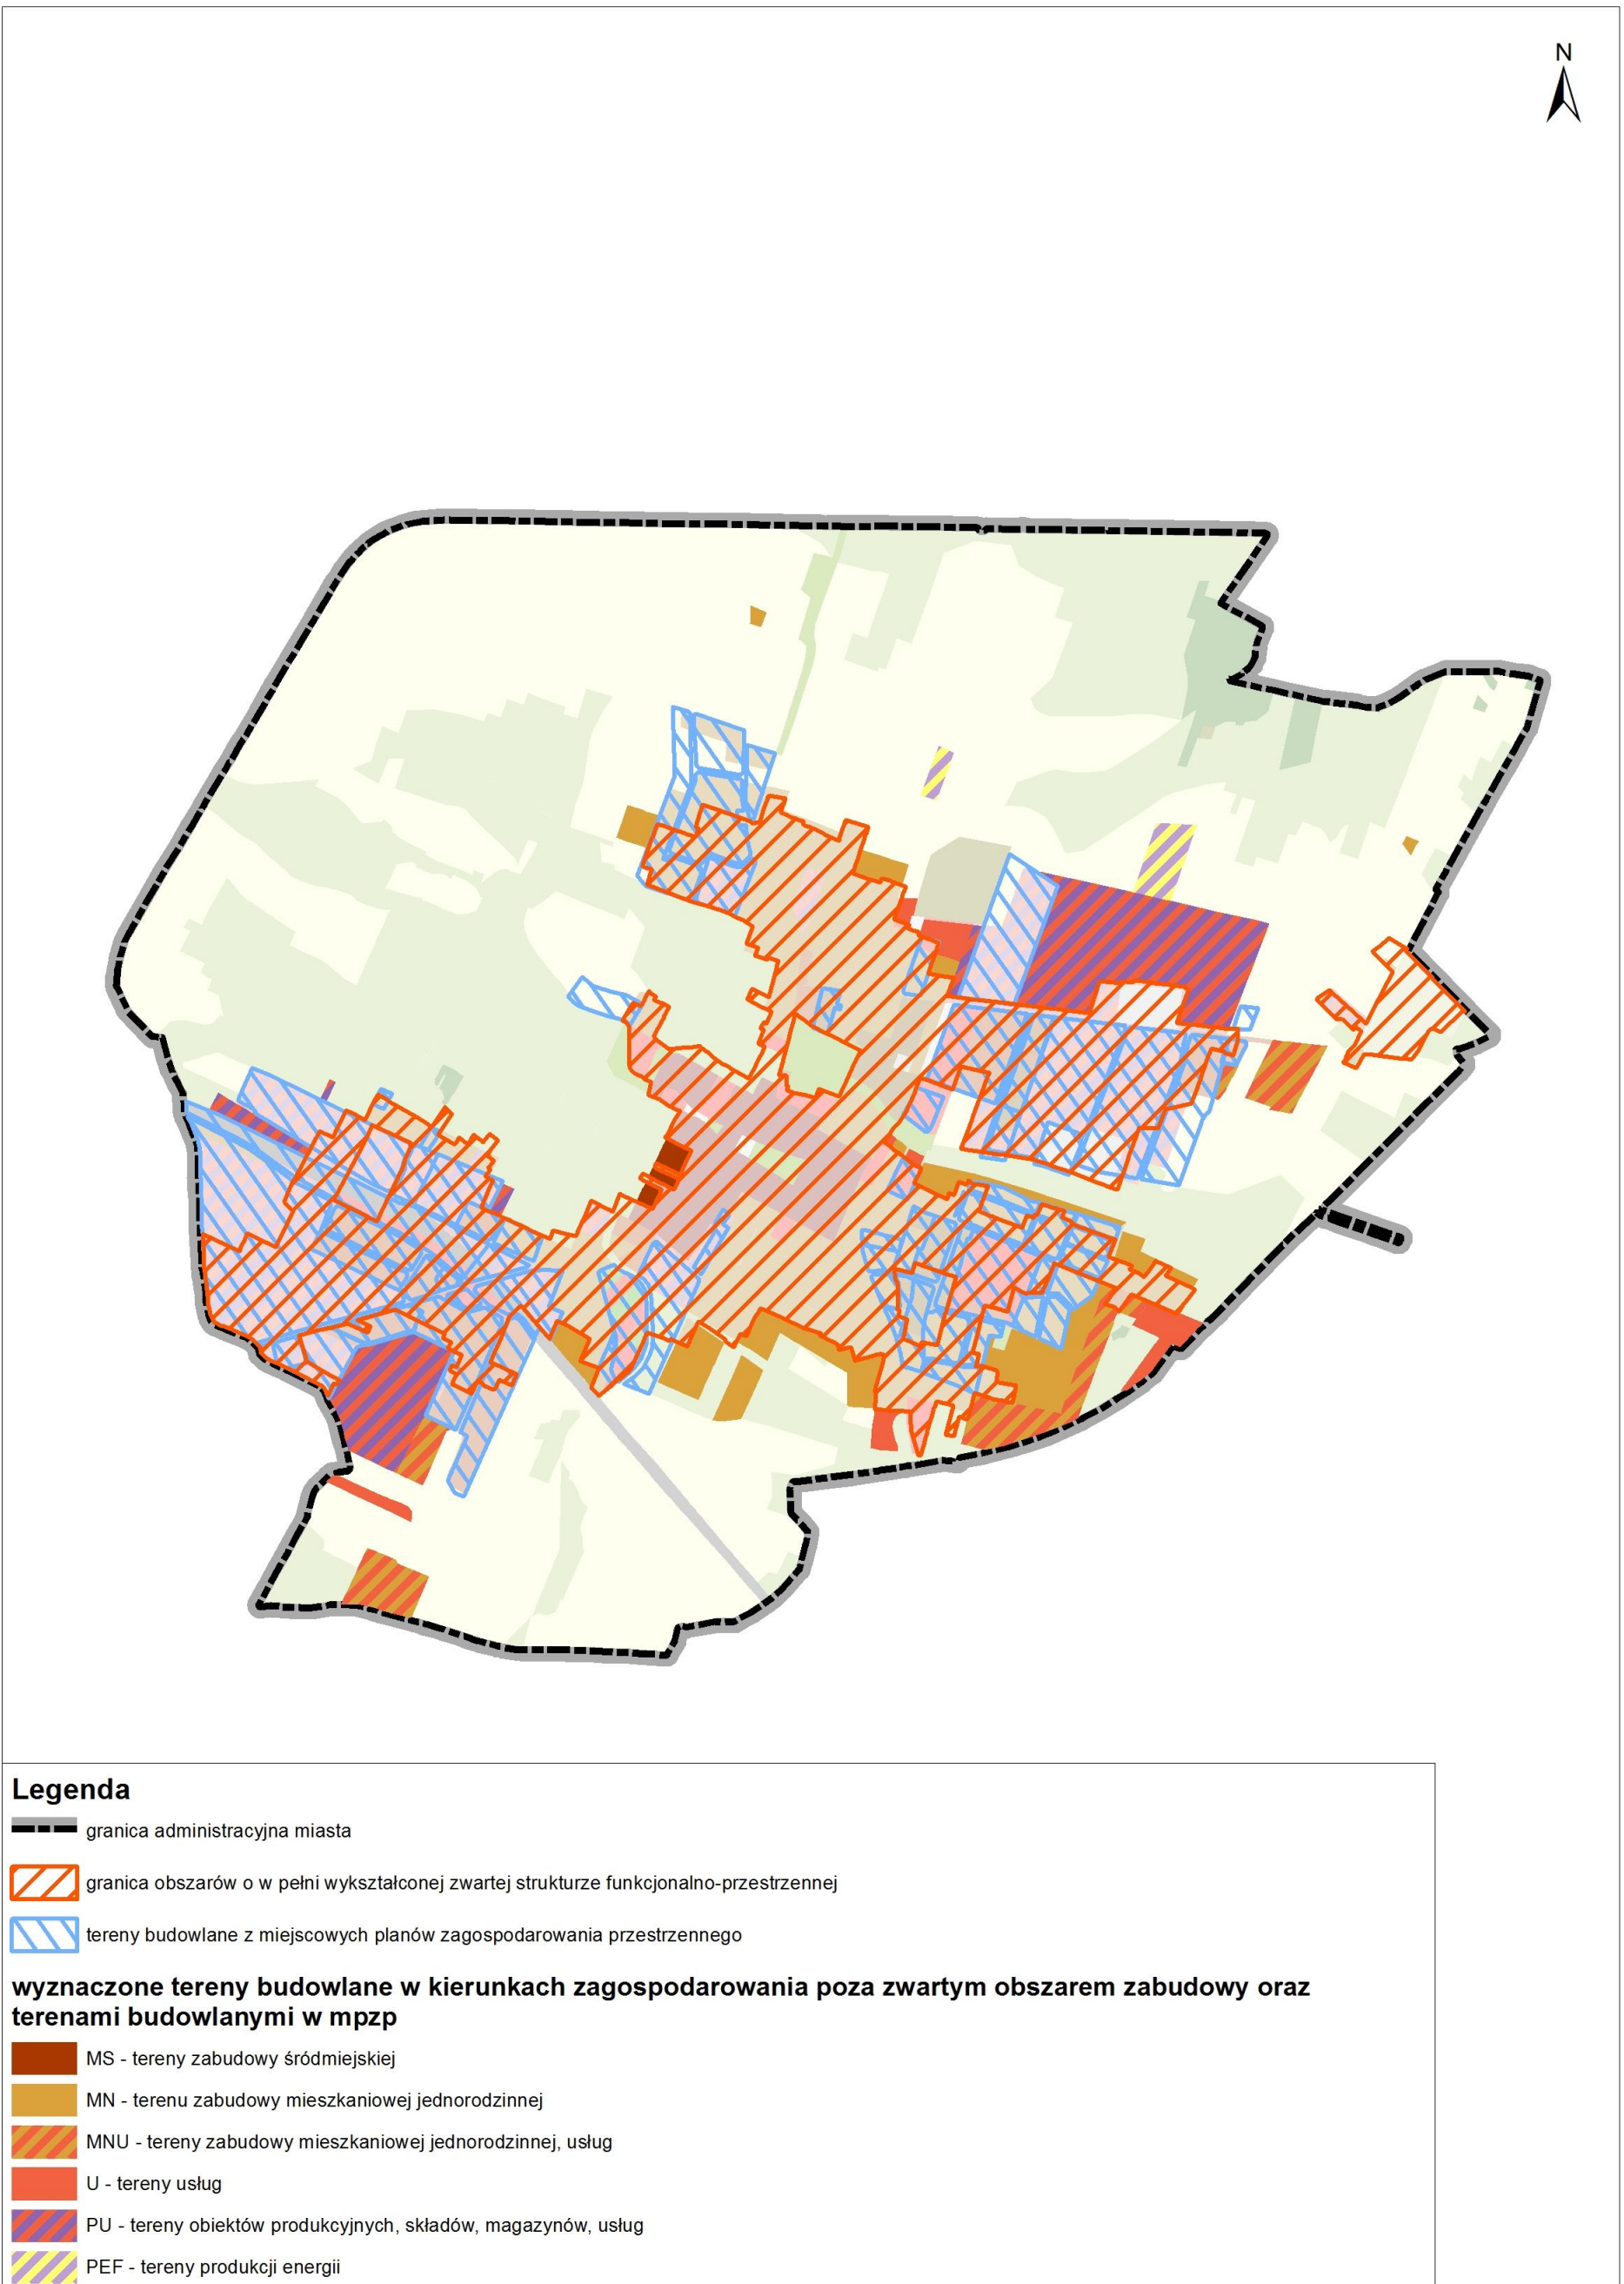 N
Legenda
granica administracyjna miasta
granica obszarów o w pełni wykształconej zwartej strukturze funkcjonalno-przestrzennej
tereny budowlane z miejscowych planów zagospodarowania przestrzennego
wyznaczone tereny budowlane w kierunkach zagospodarowania poza zwartym obszarem zabudowy oraz
terenami budowlanymi w mpzp
MS - tereny zabudowy śródmiejskiej
MN - terenu zabudowy mieszkaniowej jednorodzinnej
MNU - tereny zabudowy mieszkaniowej jednorodzinnej, usług
U - tereny usług
PU - tereny obiektów produkcyjnych, składów, magazynów, usług
PEF - tereny produkcji energii